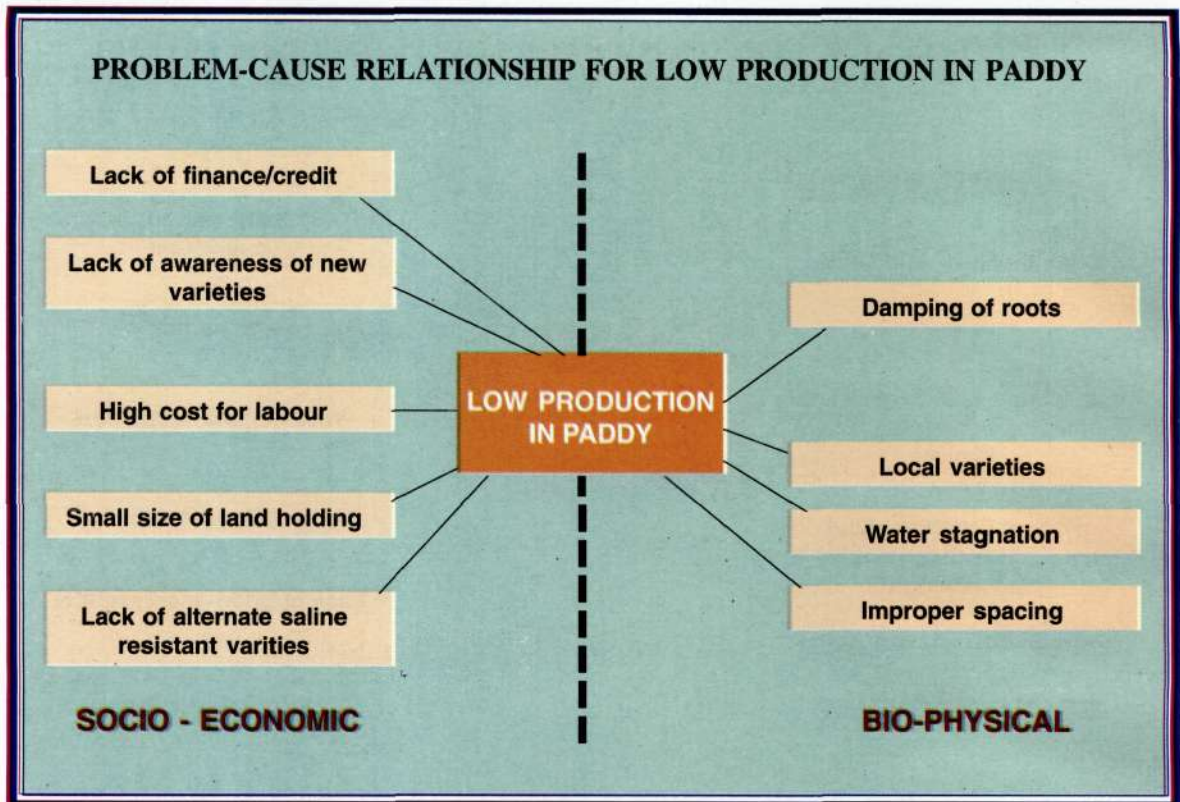 PROBLEM-CAUSE RELATIONSHIP FOR LOW PRODUCTION IN PADDY
Lack of finance/credit
Lack of awareness of new
varieties
High cost for labour
Small size of land holding
Lack of alternate saline
resistant varities
SOCIO - ECONOMIC
LOW PRODUCTION
IN PADDY
Damping of roots
Local varieties
Water stagnation
Improper spacing
BIO-PHYSICAL